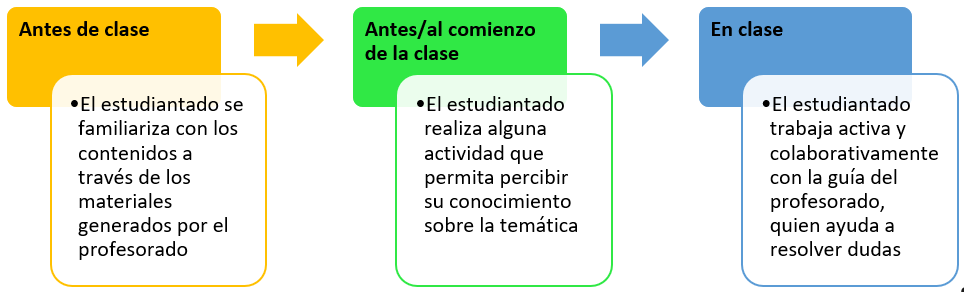 Antes de clase
•El estudiantado se
familiariza con los
contenidos a
través de los
materiales
generados por el
profesorado
Antes/al comienzo
de la clase
•El estudiantado
realiza alguna
actividad que
permita percibir
su conocimiento
sobre la temática
En clase
•El estudiantado
trabaja activa y
colaborativamente
con la guía del
profesorado,
quien ayuda a
resolver dudas